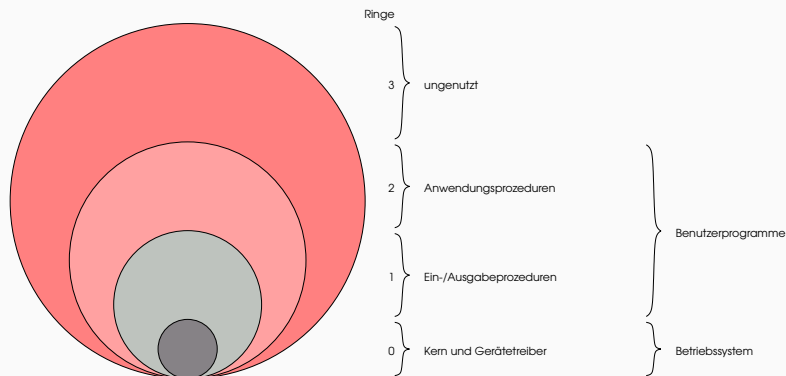 Ringe
3 ungenutzt
2 Anwendungsprozeduren
Benutzerprogramme
1 Ein-/Ausgabeprozeduren
0 Kern und Gerätetreiber Betriebssystem